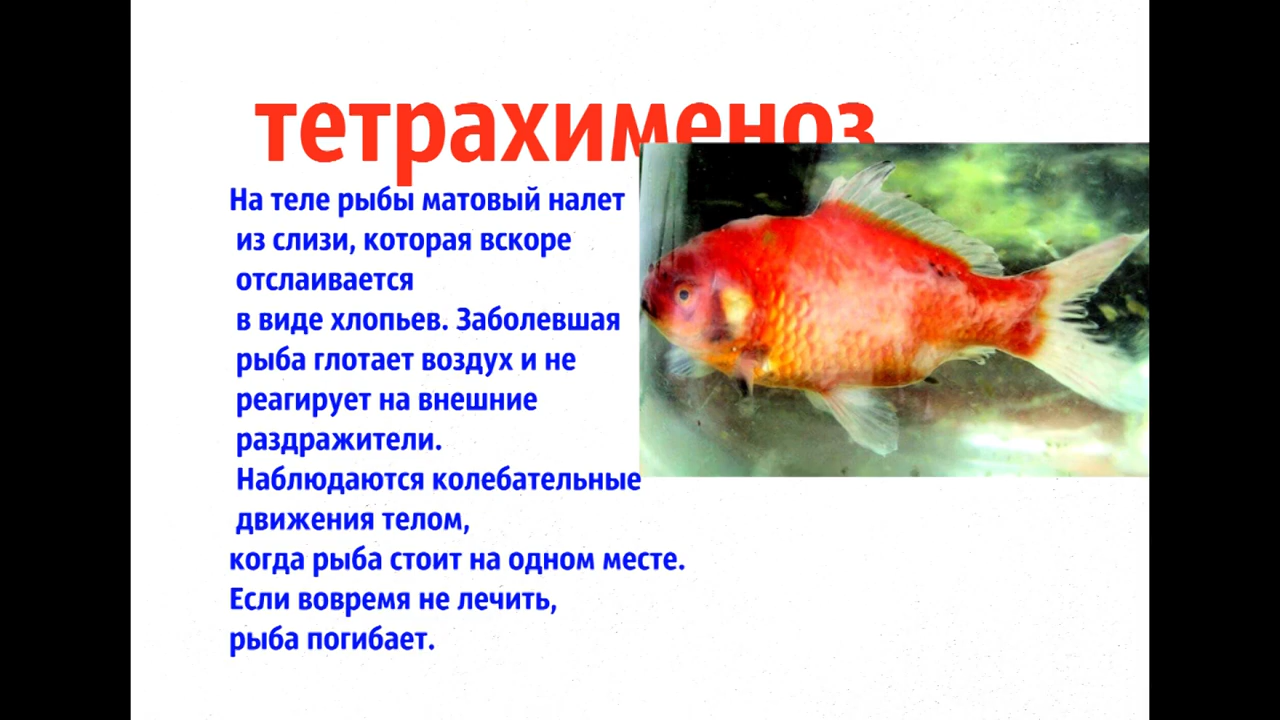 тетрахименоз
На теле рыбы матовый налет
из слизи, которая вскоре
отслаивается
в виде хлопьев. Заболевшая
рыба глотает воздух и не
реагирует на внешние
раздражители.
Наблюдаются колебательные
движения телом,
когда рыба стоит на одном месте.
Если вовремя не лечить,
рыба погибает.